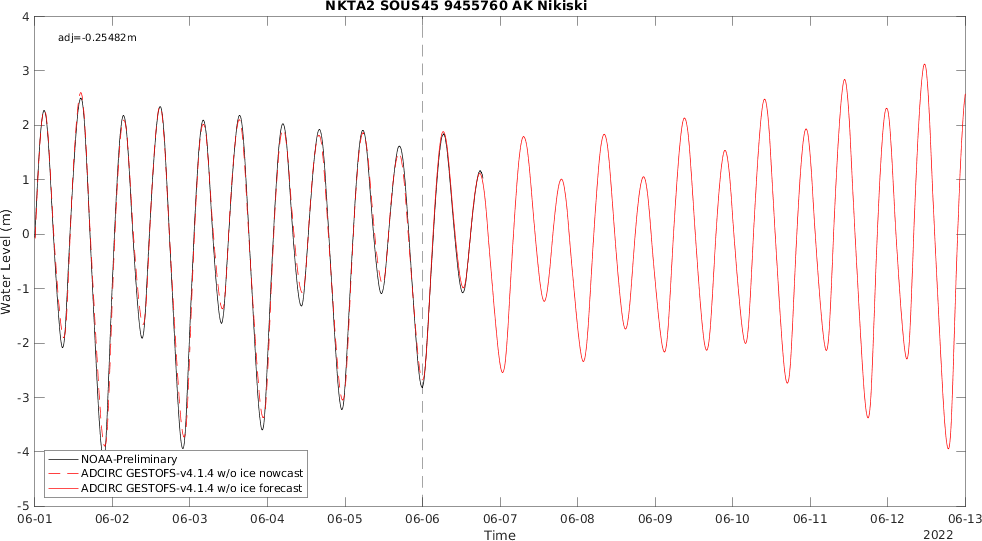 NKTA2 SOUS45 9455760 AK Nikiski
adj=-0.25482m
Water Level (m)
4
3
2
1
0
-1
-2
-3
-4
-5
NOAA-Preliminary
ADCIRC GESTOFS-v4.1.4 w/o ice nowcast
ADCIRC GESTOFS-v4.1.4 w/o ice forecast
06-01 06-02 06-03 06-04 06-05 06-06 06-07 06-08 06-09 06-10 06-11 06-12 06-13
Time
2022